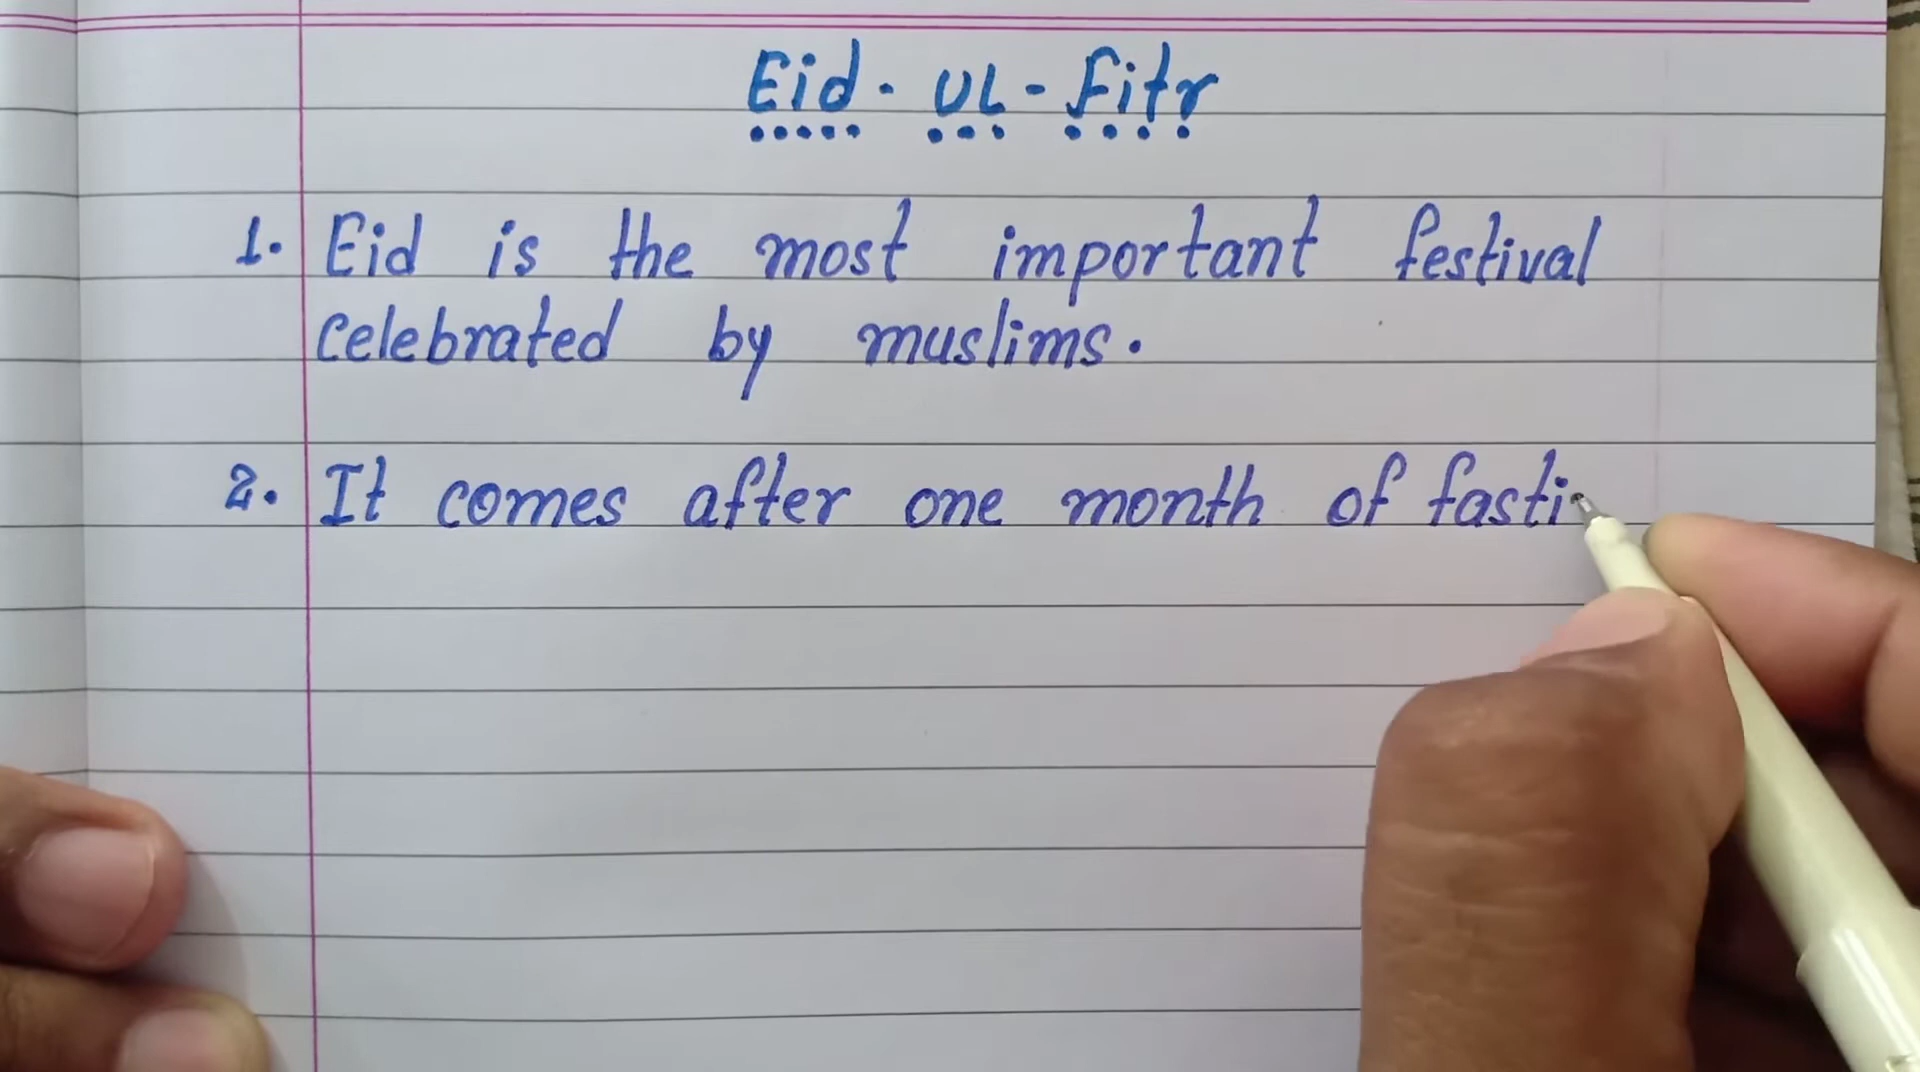 Eid - UL - Fitr
1. Eid is the most important festival
celebrated by muslims.
2. It comes after one month of fasti